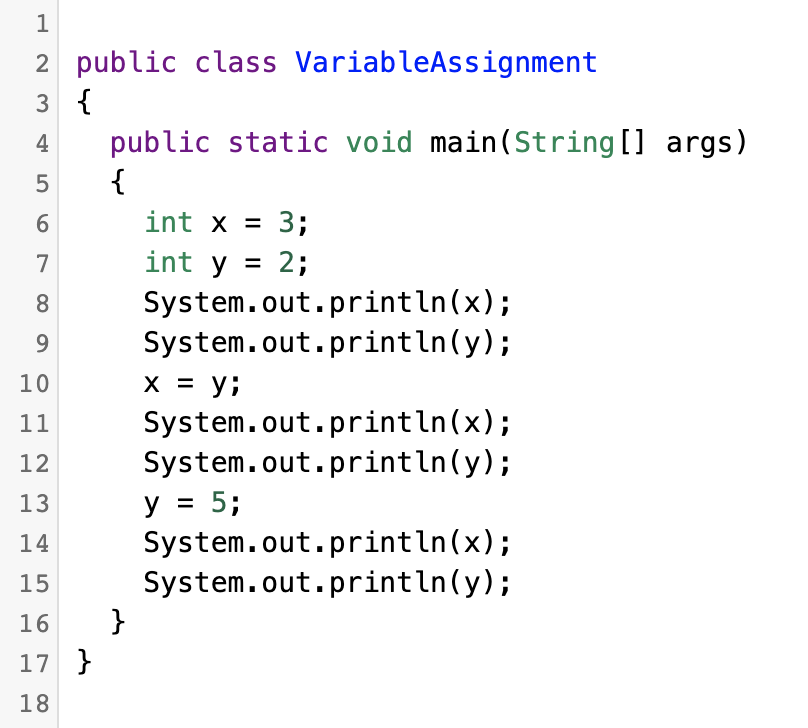 1
2 public class VariableAssignment
3 {
4 public static void main(String[] args)
5 {
6 int x = 3;
7 int y = 2;
8 System.out.println(x);
9 System.out.println(y);
10 x = y;
11 System.out.println(x);
12 System.out.println(y);
13 y = 5;
14 System.out.println(x);
15 System.out.println(y);
16 }
17 }
18